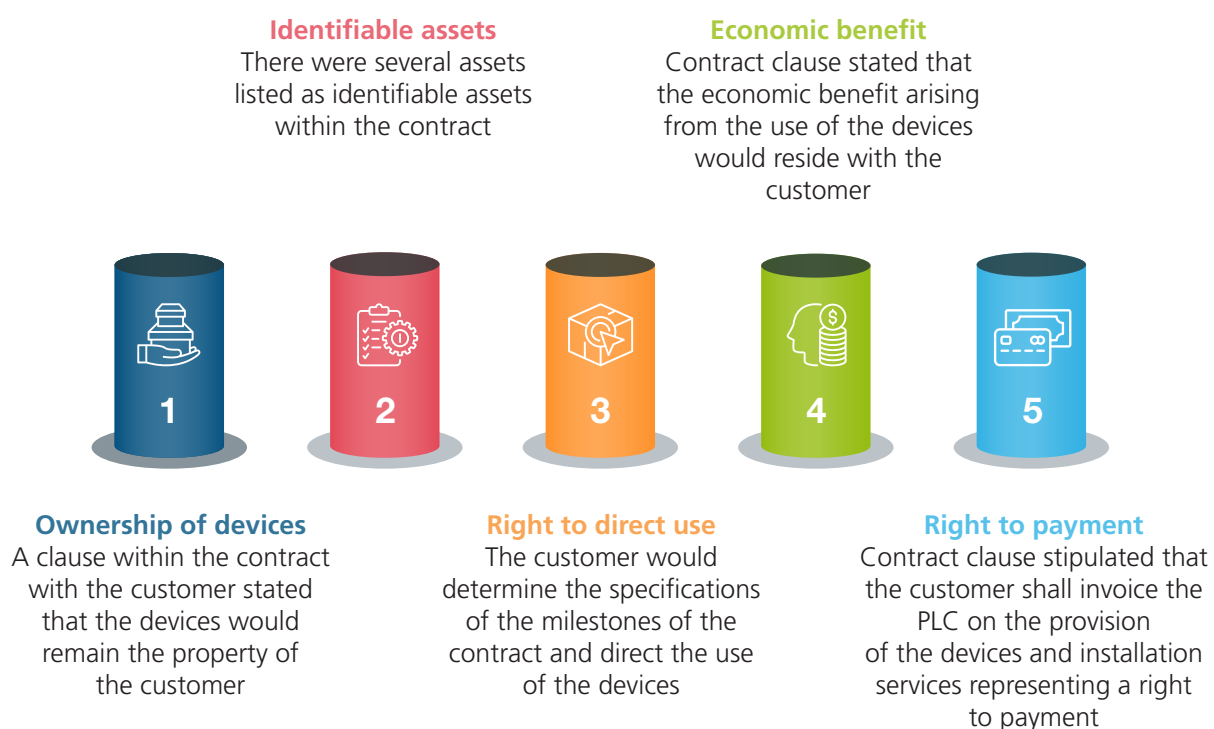 Identifiable assets
There were several assets
listed as identifiable assets
within the contract
Economic benefit
Contract clause stated that
the economic benefit arising
from the use of the devices
would reside with the
customer
1
2
3
4
5
Ownership of devices
A clause within the contract
with the customer stated
that the devices would
remain the property of
the customer
Right to direct use
The customer would
determine the specifications
of the milestones of the
contract and direct the use
of the devices
Right to payment
Contract clause stipulated that
the customer shall invoice the
PLC on the provision
of the devices and installation
services representing a right
to payment